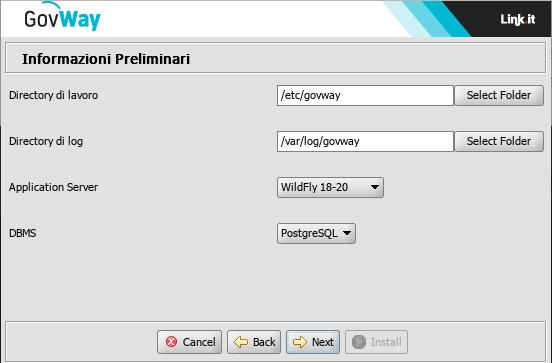 GovWay
Link.it
Informazioni Preliminari
Directory di lavoro
/etc/govway
Select Folder
Directory di log
/var/log/govway
Select Folder
Application Server
WildFly 18-20
DBMS
PostgreSQL
Cancel
Back
Next
Install